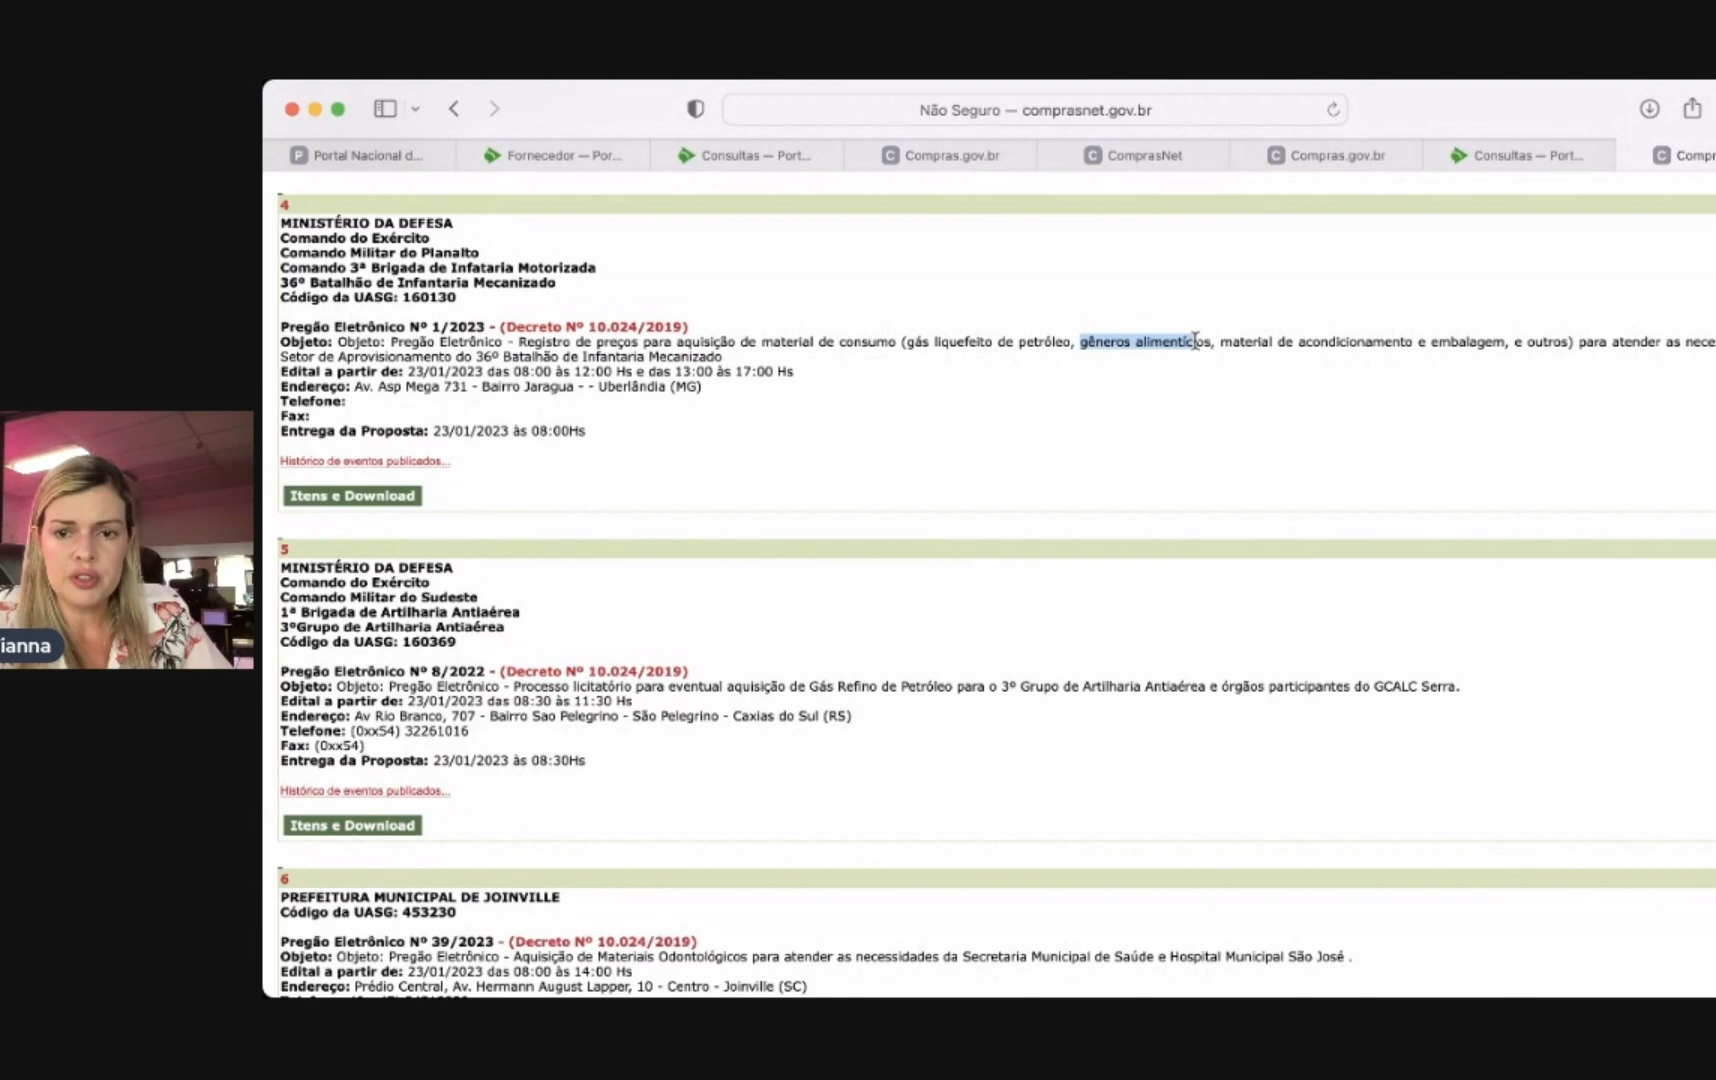 Não Seguro — comprasnet.gov.br
Portal Nacional d...
Fornecedor — Por...
Consultas — Port...
Compras.gov.br
ComprasNet
Compras.gov.br
Consultas — Port...
Compr
4
MINISTÉRIO DA DEFESA
Comando do Exército
Comando Militar do Planalto
Comando 3ª Brigada de Infataria Motorizada
36º Batalhão de Infantaria Mecanizado
Código da UASG: 160130
Pregão Eletrônico Nº 1/2023 - (Decreto Nº 10.024/2019)
Objeto: Objeto: Pregão Eletrônico - Registro de preços para aquisição de material de consumo (gás liquefeito de petróleo, gêneros alimentícios, material de acondicionamento e embalagem, e outros) para atender as nece
Setor de Aprovisionamento do 36º Batalhão de Infantaria Mecanizado
Edital a partir de: 23/01/2023 das 08:00 às 12:00 Hs e das 13:00 às 17:00 Hs
Endereço: Av. Asp Mega 731 - Bairro Jaragua - - Uberlândia (MG)
Telefone:
Fax:
Entrega da Proposta: 23/01/2023 às 08:00Hs
Histórico de eventos publicados...
Itens e Download
5
MINISTÉRIO DA DEFESA
Comando do Exército
Comando Militar do Sudeste
1ª Brigada de Artilharia Antiaérea
3ºGrupo de Artilharia Antiaérea
Código da UASG: 160369
Pregão Eletrônico Nº 8/2022 - (Decreto Nº 10.024/2019)
Objeto: Objeto: Pregão Eletrônico - Processo licitatório para eventual aquisição de Gás Refino de Petróleo para o 3º Grupo de Artilharia Antiaérea e órgãos participantes do GCALC Serra.
Edital a partir de: 23/01/2023 das 08:30 às 11:30 Hs
Endereço: Av Rio Branco, 707 - Bairro Sao Pelegrino - São Pelegrino - Caxias do Sul (RS)
Telefone: (0xx54) 32261016
Fax: (0xx54)
Entrega da Proposta: 23/01/2023 às 08:30Hs
Histórico de eventos publicados...
Itens e Download
ianna
6
PREFEITURA MUNICIPAL DE JOINVILLE
Código da UASG: 453230
Pregão Eletrônico Nº 39/2023 - (Decreto Nº 10.024/2019)
Objeto: Objeto: Pregão Eletrônico - Aquisição de Materiais Odontológicos para atender as necessidades da Secretaria Municipal de Saúde e Hospital Municipal São José .
Edital a partir de: 23/01/2023 das 08:00 às 14:00 Hs
Endereço: Prédio Central, Av. Hermann August Lapper, 10 - Centro - Joinville (SC)